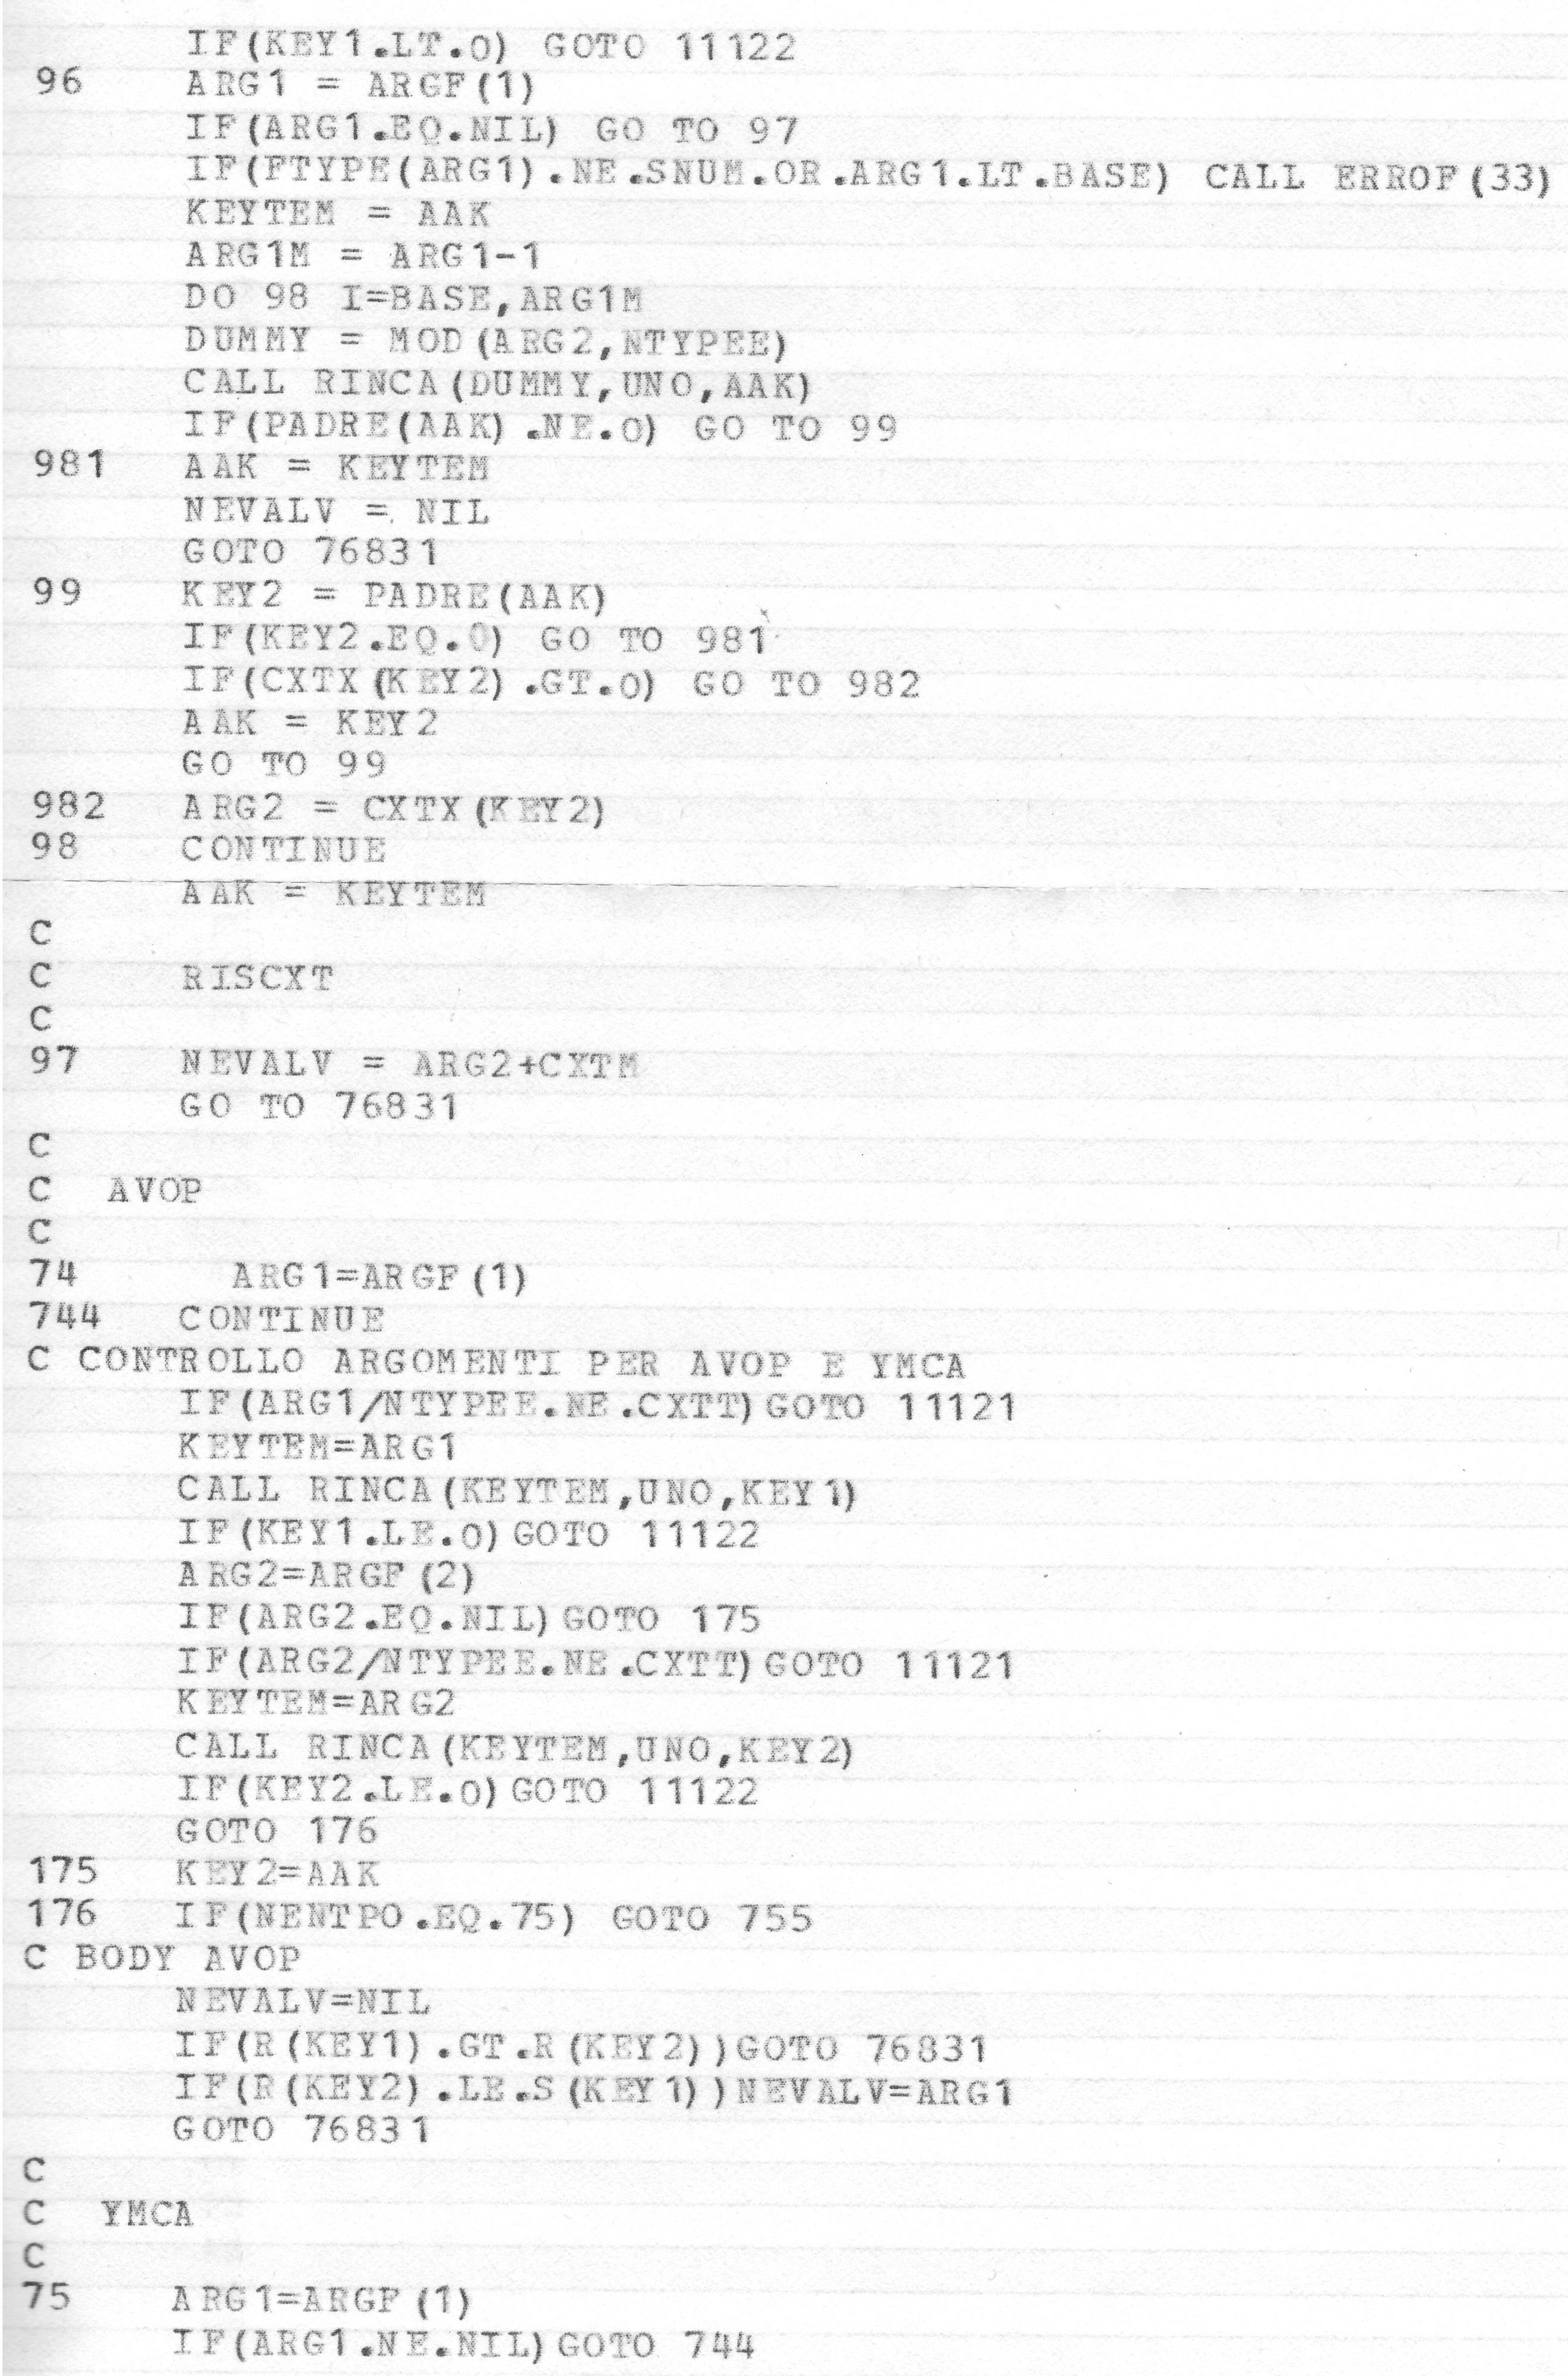 IF(KEY1.LT.0) GOTO 11122
96    ARG1 = ARGF(1)
      IF(ARG1.EQ.NIL) GO TO 97
      IF(FTYPE(ARG1).NE.SNUM.OR.ARG1.LT.BASE) CALL ERROF(33)
      KEYTEM = AAK
      ARG1M = ARG1-1
      DO 98 I=BASE,ARG1M
      DUMMY = MOD(ARG2,NTYPEE)
      CALL RINCA(DUMMY,UNO,AAK)
      IF(PADRE(AAK).NE.0) GO TO 99
981   AAK = KEYTEM
      NEVALV = NIL
      GOTO 76831
99    KEY2 = PADRE(AAK)
      IF(KEY2.EQ.0) GO TO 981
      IF(CXTX(KEY2).GT.0) GO TO 982
      AAK = KEY2
      GO TO 99
982   ARG2 = CXTX(KEY2)
98    CONTINUE
      AAK = KEYTEM
C
C     RISCXT
C
97    NEVALV = ARG2+CXTM
      GO TO 76831
C
C  AVOP
C
74      ARG1=ARGF(1)
744   CONTINUE
C CONTROLLO ARGOMENTI PER AVOP E YMCA
      IF(ARG1/NTYPEE.NE.CXTT)GOTO 11121
      KEYTEM=ARG1
      CALL RINCA(KEYTEM,UNO,KEY1)
      IF(KEY1.LE.0)GOTO 11122
      ARG2=ARGF(2)
      IF(ARG2.EQ.NIL)GOTO 175
      IF(ARG2/NTYPEE.NE.CXTT)GOTO 11121
      KEYTEM=ARG2
      CALL RINCA(KEYTEM,UNO,KEY2)
      IF(KEY2.LE.0)GOTO 11122
      GOTO 176
175   KEY2=AAK
176   IF(NENTPO.EQ.75) GOTO 755
C BODY AVOP
      NEVALV=NIL
      IF(R(KEY1).GT.R(KEY2))GOTO 76831
      IF(R(KEY2).LE.S(KEY1))NEVALV=ARG1
      GOTO 76831
C
C  YMCA
C
75    ARG1=ARGF(1)
      IF(ARG1.NE.NIL)GOTO 744